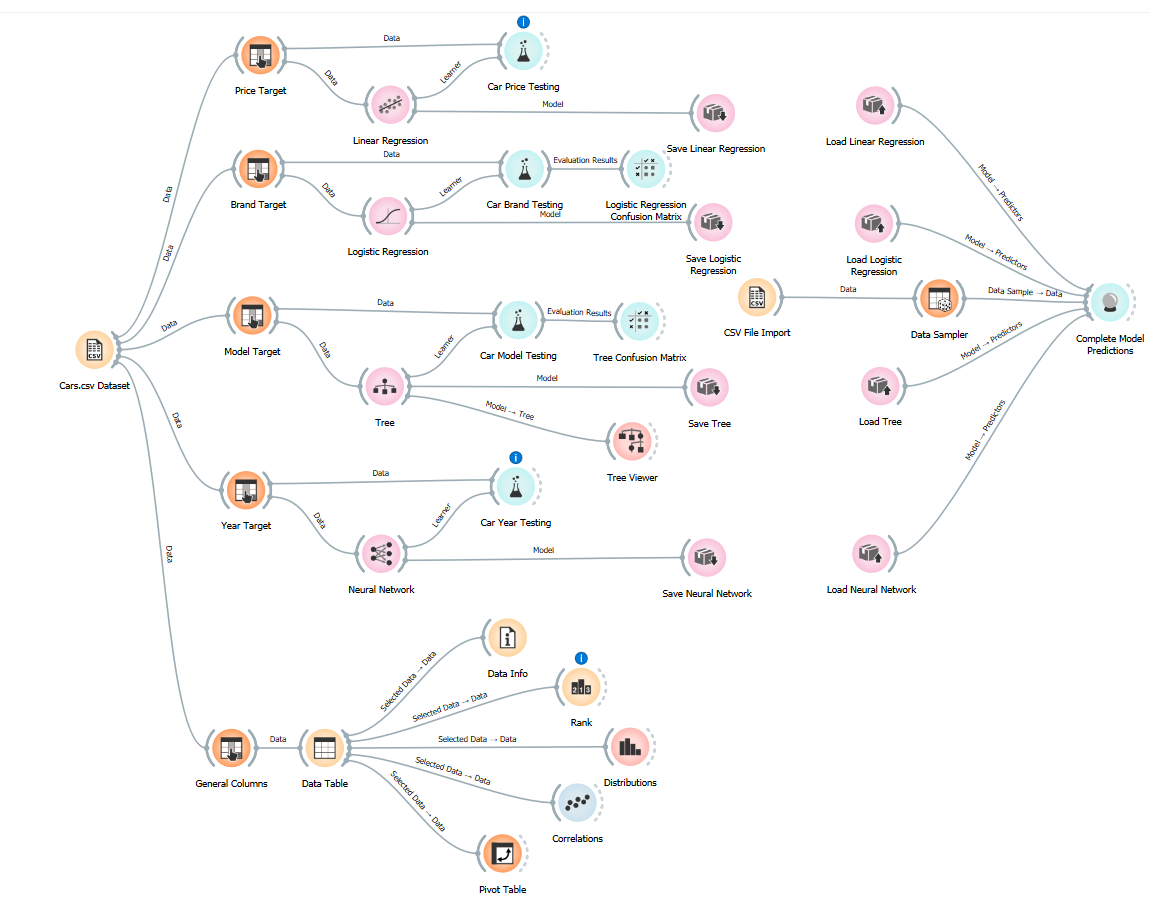 i
Data
Price Target
Data
Learner
Car Price Testing
Linear Regression
Model
Save Linear Regression
Load Linear Regression
Model → Predictors
Data
Data
Brand Target
Data
Learner
Car Brand Testing
Evaluation Results
Logistic Regression
Confusion Matrix
Logistic Regression
Model
Save Logistic
Regression
Load Logistic
Regression
Model → Predictors
Data
CSV File Import
Data
Data Sampler
Data Sample → Data
Complete Model
Predictions
Data
Model Target
Data
Data
Learner
Car Model Testing
Evaluation Results
Tree Confusion Matrix
CSV
Cars.csv Dataset
Tree
Model
Save Tree
Model → Tree
Tree Viewer
Load Tree
Model → Predictors
Data
Year Target
Data
Data
Learner
i
Car Year Testing
Neural Network
Model
Save Neural Network
Load Neural Network
Model → Predictors
Data
General Columns
Data
Data Table
Selected Data → Data
Data Info
Selected Data → Data
i
213
Rank
Selected Data → Data
Distributions
Selected Data → Data
Correlations
Selected Data → Data
Pivot Table
CSV